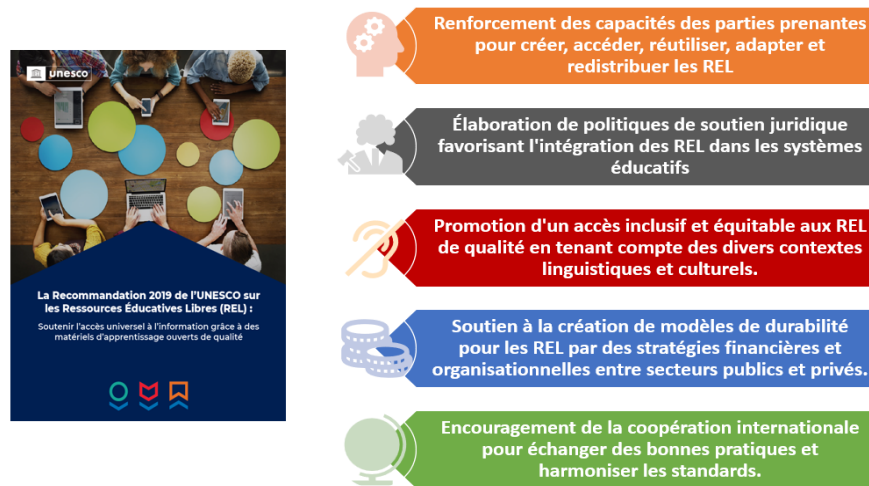 unesco
La Recommandation 2019 de l'UNESCO sur
les Ressources Éducatives Libres (REL) :
Soutenir l'accès universel à l'information grâce à des
matériels d'apprentissage ouverts de qualité
Renforcement des capacités des parties prenantes
pour créer, accéder, réutiliser, adapter et
redistribuer les REL
Élaboration de politiques de soutien juridique
favorisant l'intégration des REL dans les systèmes
éducatifs
Promotion d'un accès inclusif et équitable aux REL
de qualité en tenant compte des divers contextes
linguistiques et culturels.
Soutien à la création de modèles de durabilité
pour les REL par des stratégies financières et
organisationnelles entre secteurs publics et privés.
Encouragement de la coopération internationale
pour échanger des bonnes pratiques et
harmoniser les standards.